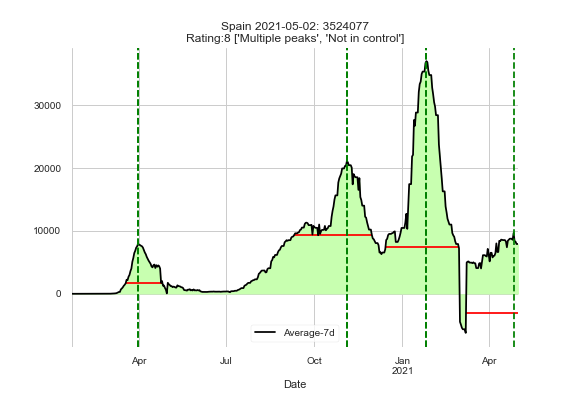 Spain 2021-05-02: 3524077
Rating:8 ['Multiple peaks', 'Not in control']
30000
20000
10000
0
Average-7d
Apr
Jul
Oct
Jan
2021
Apr
Date